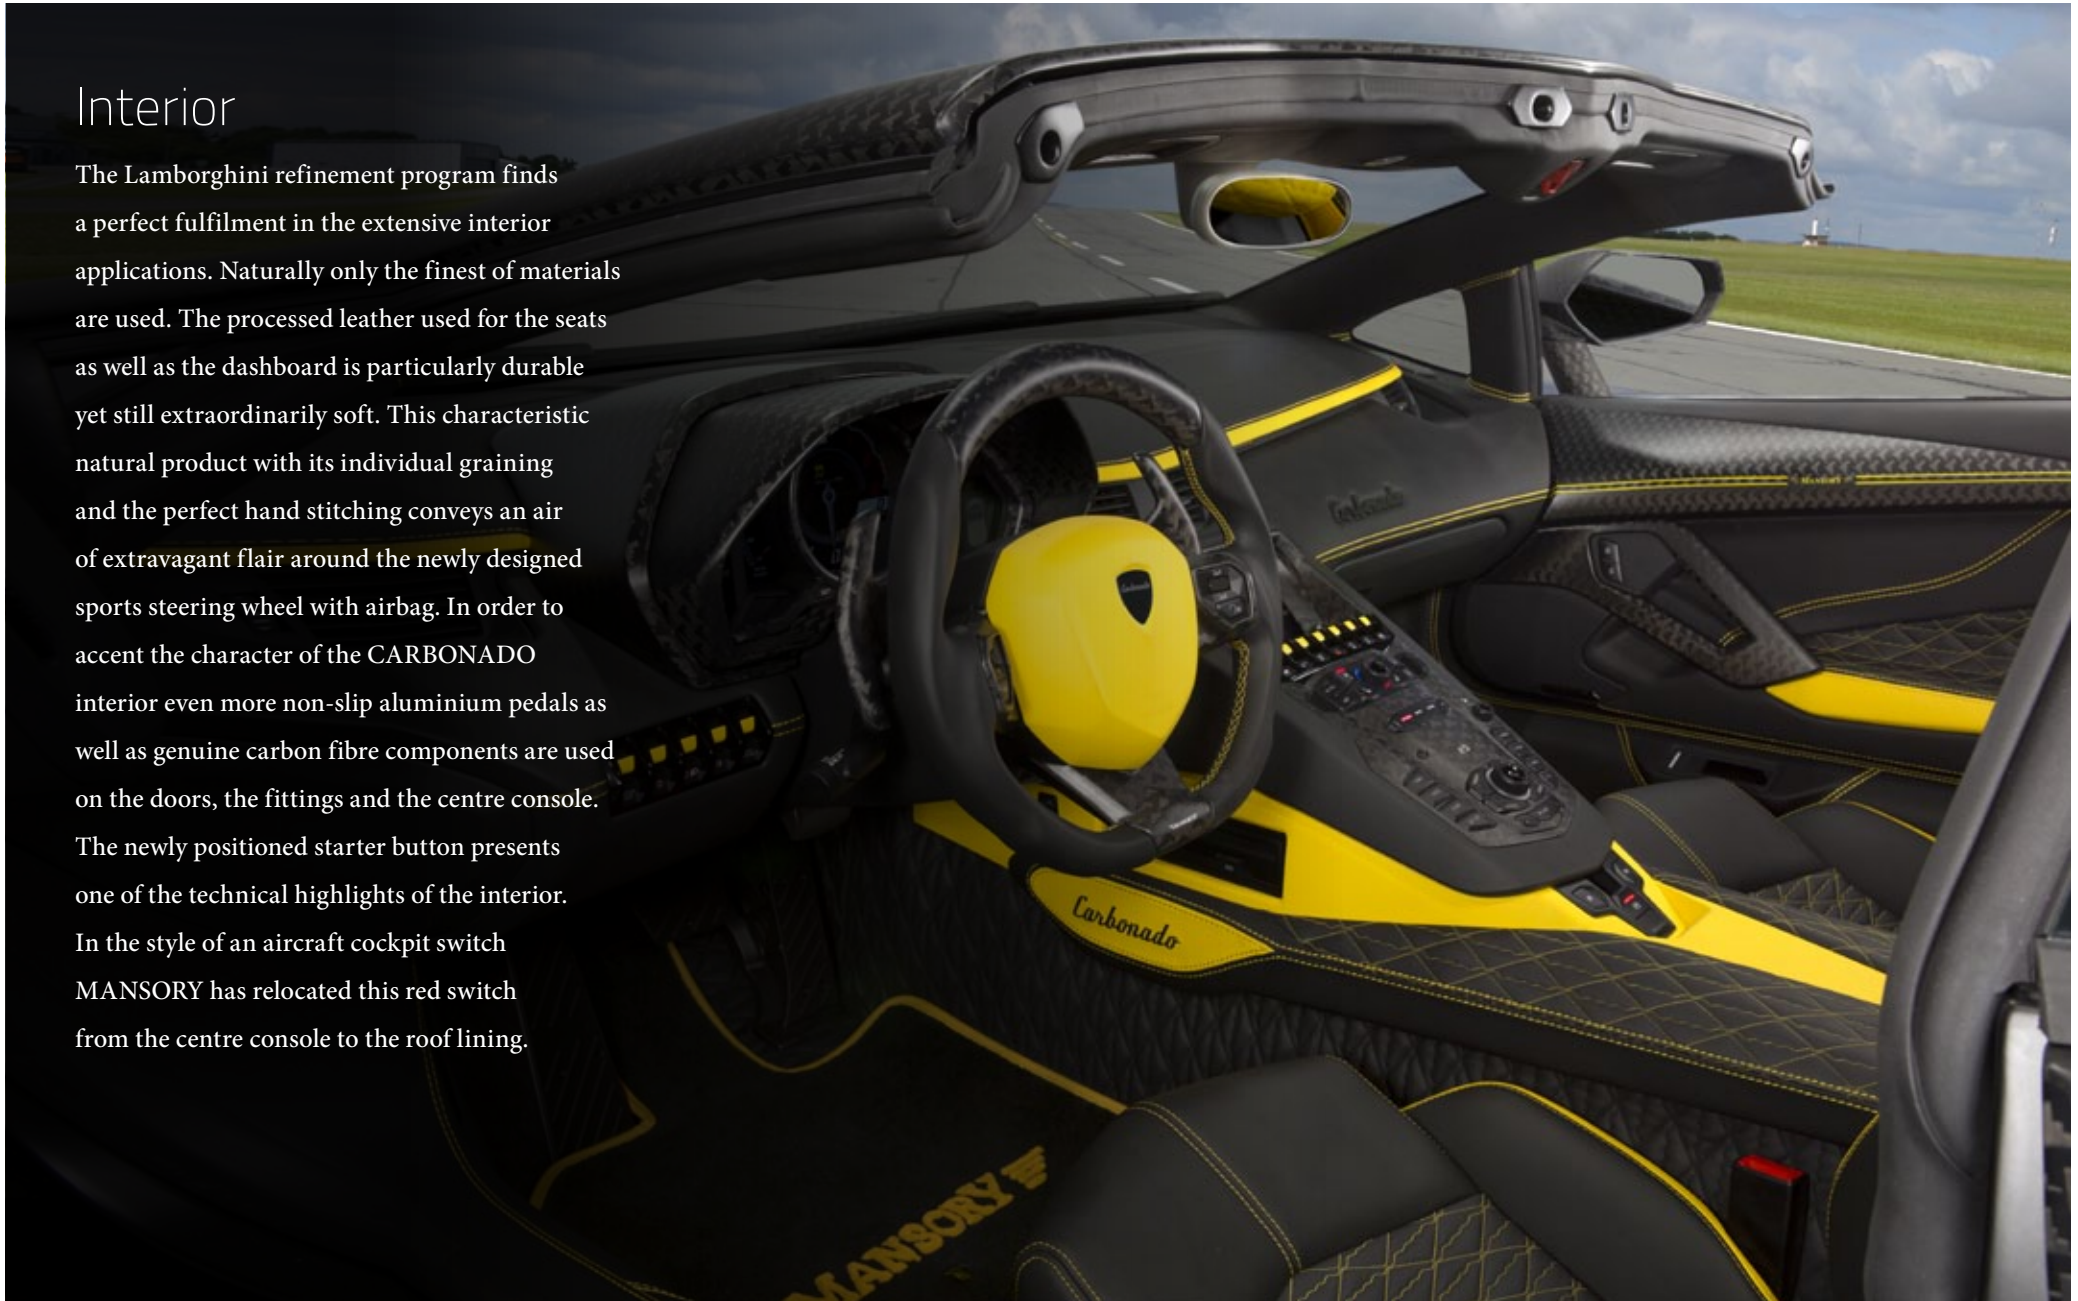 Interior
The Lamborghini refinement program finds
a perfect fulfilment in the extensive interior
applications. Naturally only the finest of materials
are used. The processed leather used for the seats
as well as the dashboard is particularly durable
yet still extraordinarily soft. This characteristic
natural product with its individual graining
and the perfect hand stitching conveys an air
of extravagant flair around the newly designed
sports steering wheel with airbag. In order to
accent the character of the CARBONADO
interior even more non-slip aluminium pedals as
well as genuine carbon fibre components are used
on the doors, the fittings and the centre console.
The newly positioned starter button presents
one of the technical highlights of the interior.
In the style of an aircraft cockpit switch
MANSORY has relocated this red switch
from the centre console to the roof lining.
Carbonado
Carbonado
MANSORY